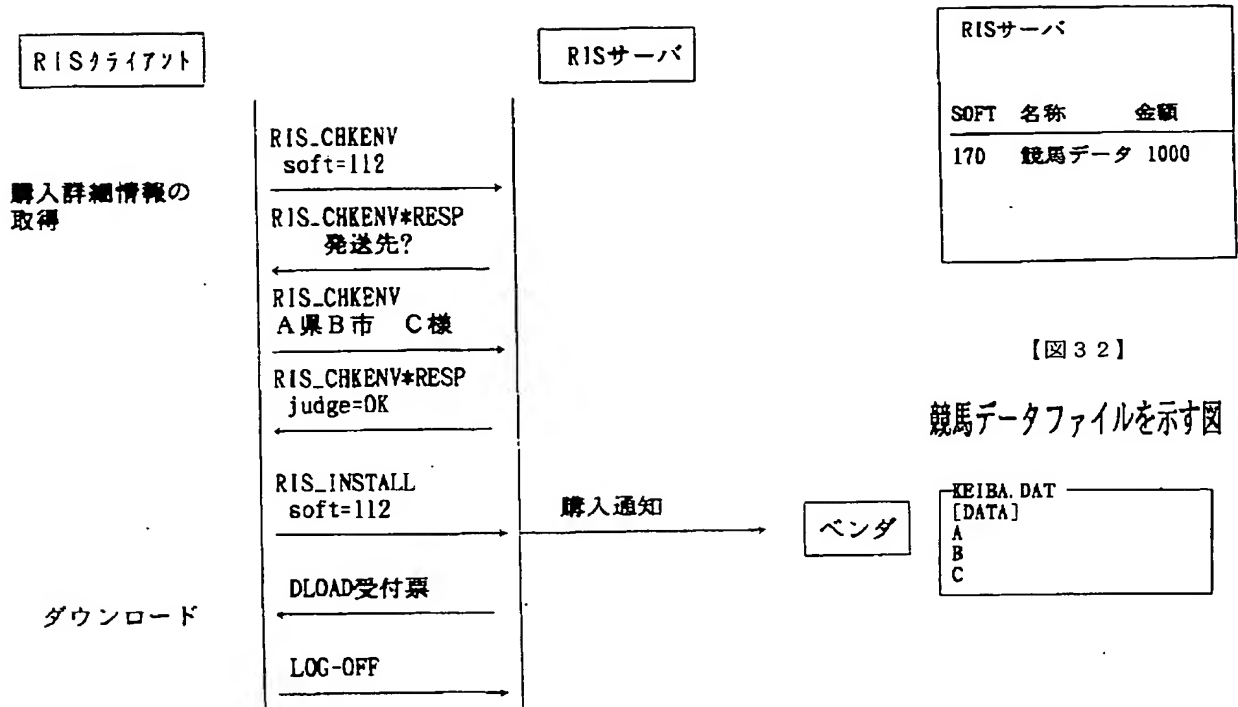 RISクライアント
RISサーバ
購入詳細情報の
取得
RIS_CHKENV
soft=112
RIS_CHKENV*RESP
発送先?
RIS_CHKENV
A県B市 C様
RIS_CHKENV*RESP
judge=OK
RIS_INSTALL
soft=112
購入通知
ベンダ
ダウンロード
DLOAD受付票
LOG-OFF
RISサーバ
SOFT 名称 金額
170 競馬データ 1000
【図32】
競馬データファイルを示す図
KEIBA.DAT
[DATA]
A
B
C